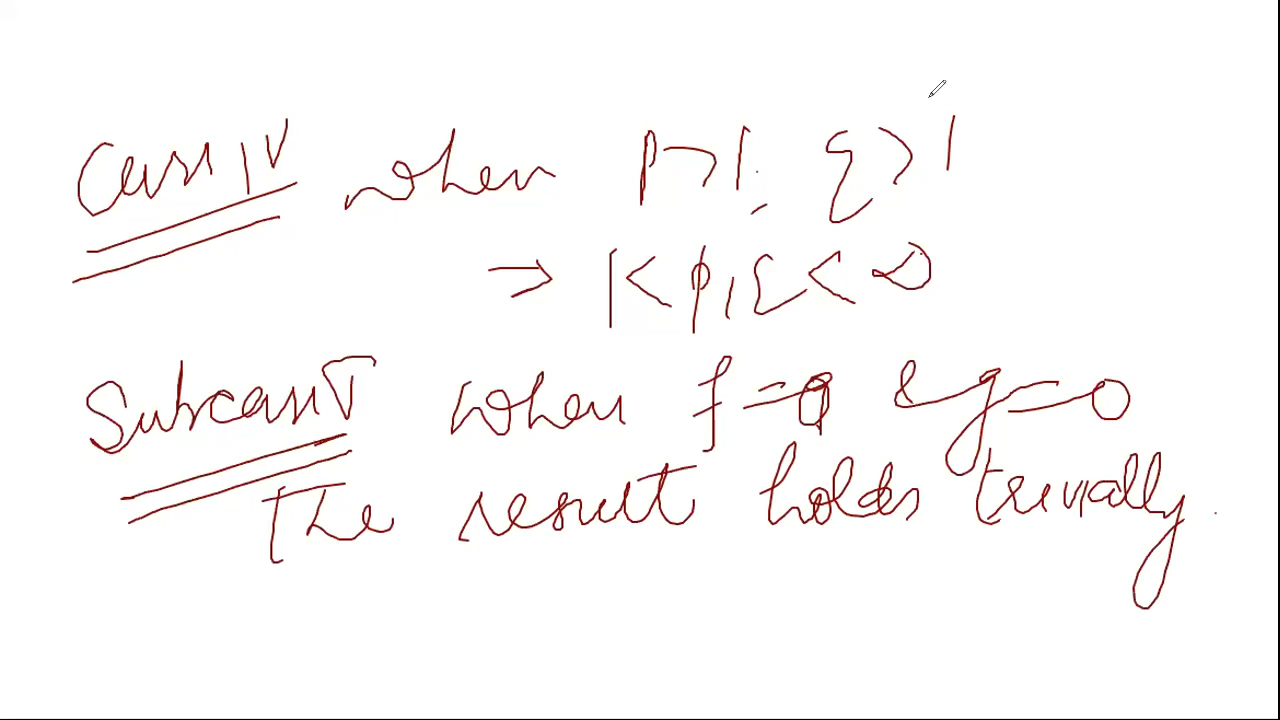 Case IV when p>1, q>1
⇒ 1< p, q < ∞
Subcase I when f=0 & g=0
The result holds trivially.